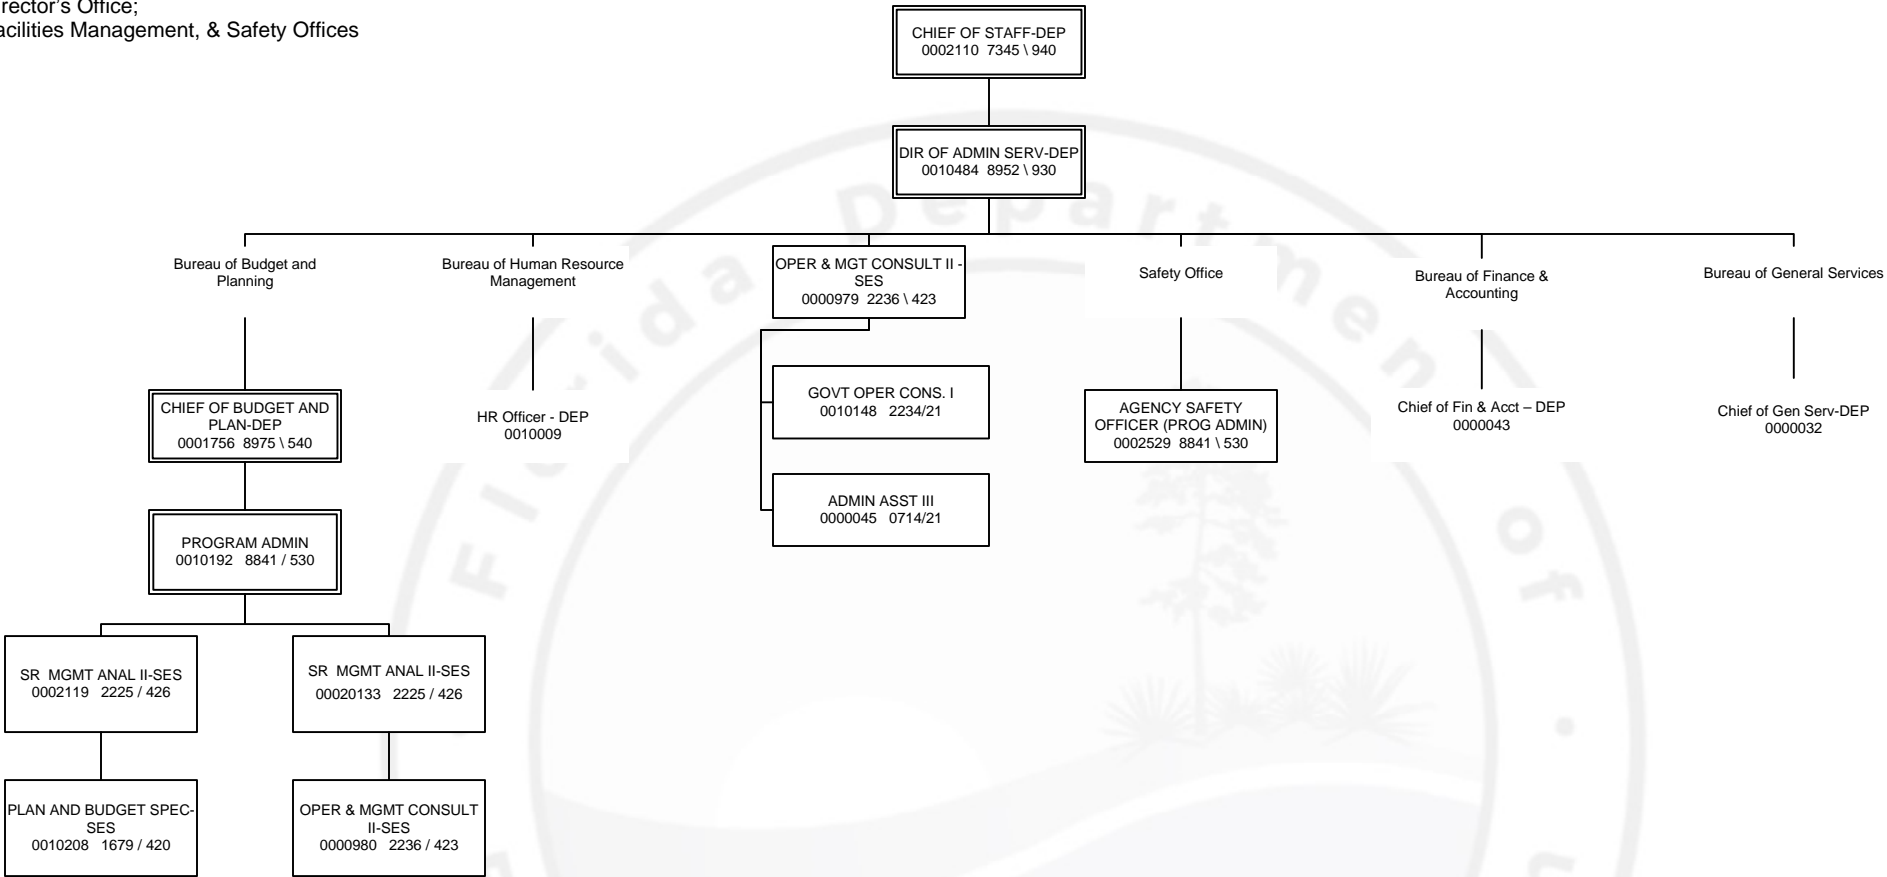 Facilities Management, & Safety Offices
CHIEF OF STAFF-DEP
0002110 7345 \ 940
DIR OF ADMIN SERV-DEP
0010484 8952 \ 930
Bureau of Budget and
Planning
Bureau of Human Resource
Management
OPER & MGT CONSULT II -
SES
0000979 2236 \ 423
Safety Office
Bureau of Finance &
Accounting
Bureau of General Services
CHIEF OF BUDGET AND
PLAN-DEP
0001756 8975 \ 540
HR Officer - DEP
0010009
GOVT OPER CONS. I
0010148 2234/21
AGENCY SAFETY
OFFICER (PROG ADMIN)
0002529 8841 \ 530
Chief of Fin & Acct – DEP
0000043
Chief of Gen Serv-DEP
0000032
ADMIN ASST III
0000045 0714/21
PROGRAM ADMIN
0010192 8841 / 530
SR MGMT ANAL II-SES
0002119 2225 / 426
SR MGMT ANAL II-SES
00020133 2225 / 426
PLAN AND BUDGET SPEC-
SES
0010208 1679 / 420
OPER & MGMT CONSULT
II-SES
0000980 2236 / 423
Florida Department of